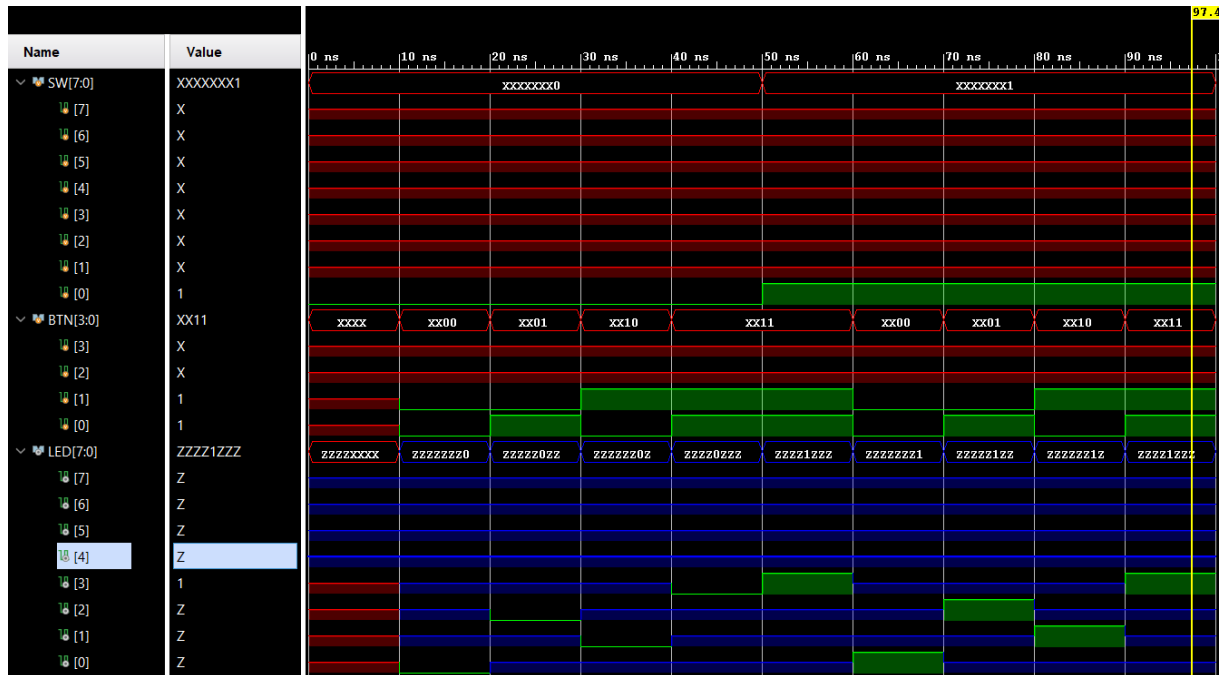 97.4
Name Value
0 ns 10 ns 20 ns 30 ns 40 ns 50 ns 60 ns 70 ns 80 ns 90 ns
SW[7:0] XXXXXXX1 XXXXXXX0 XXXXXXX1
[7] X
[6] X
[5] X
[4] X
[3] X
[2] X
[1] X
[0] 1
BTN[3:0] XX11 XXXX XX00 XX01 XX10 XX11 XX00 XX01 XX10 XX11
[3] X
[2] X
[1] 1
[0] 1
LED[7:0] ZZZZ1ZZZ ZZZZXXXX ZZZZZZZ0 ZZZZZ0ZZ ZZZZZZ0Z ZZZZ0ZZZ ZZZZ1ZZZ ZZZZZZZ1 ZZZZZ1ZZ ZZZZZZ1Z ZZZZ1ZZZ
[7] Z
[6] Z
[5] Z
[4] Z
[3] 1
[2] Z
[1] Z
[0] Z